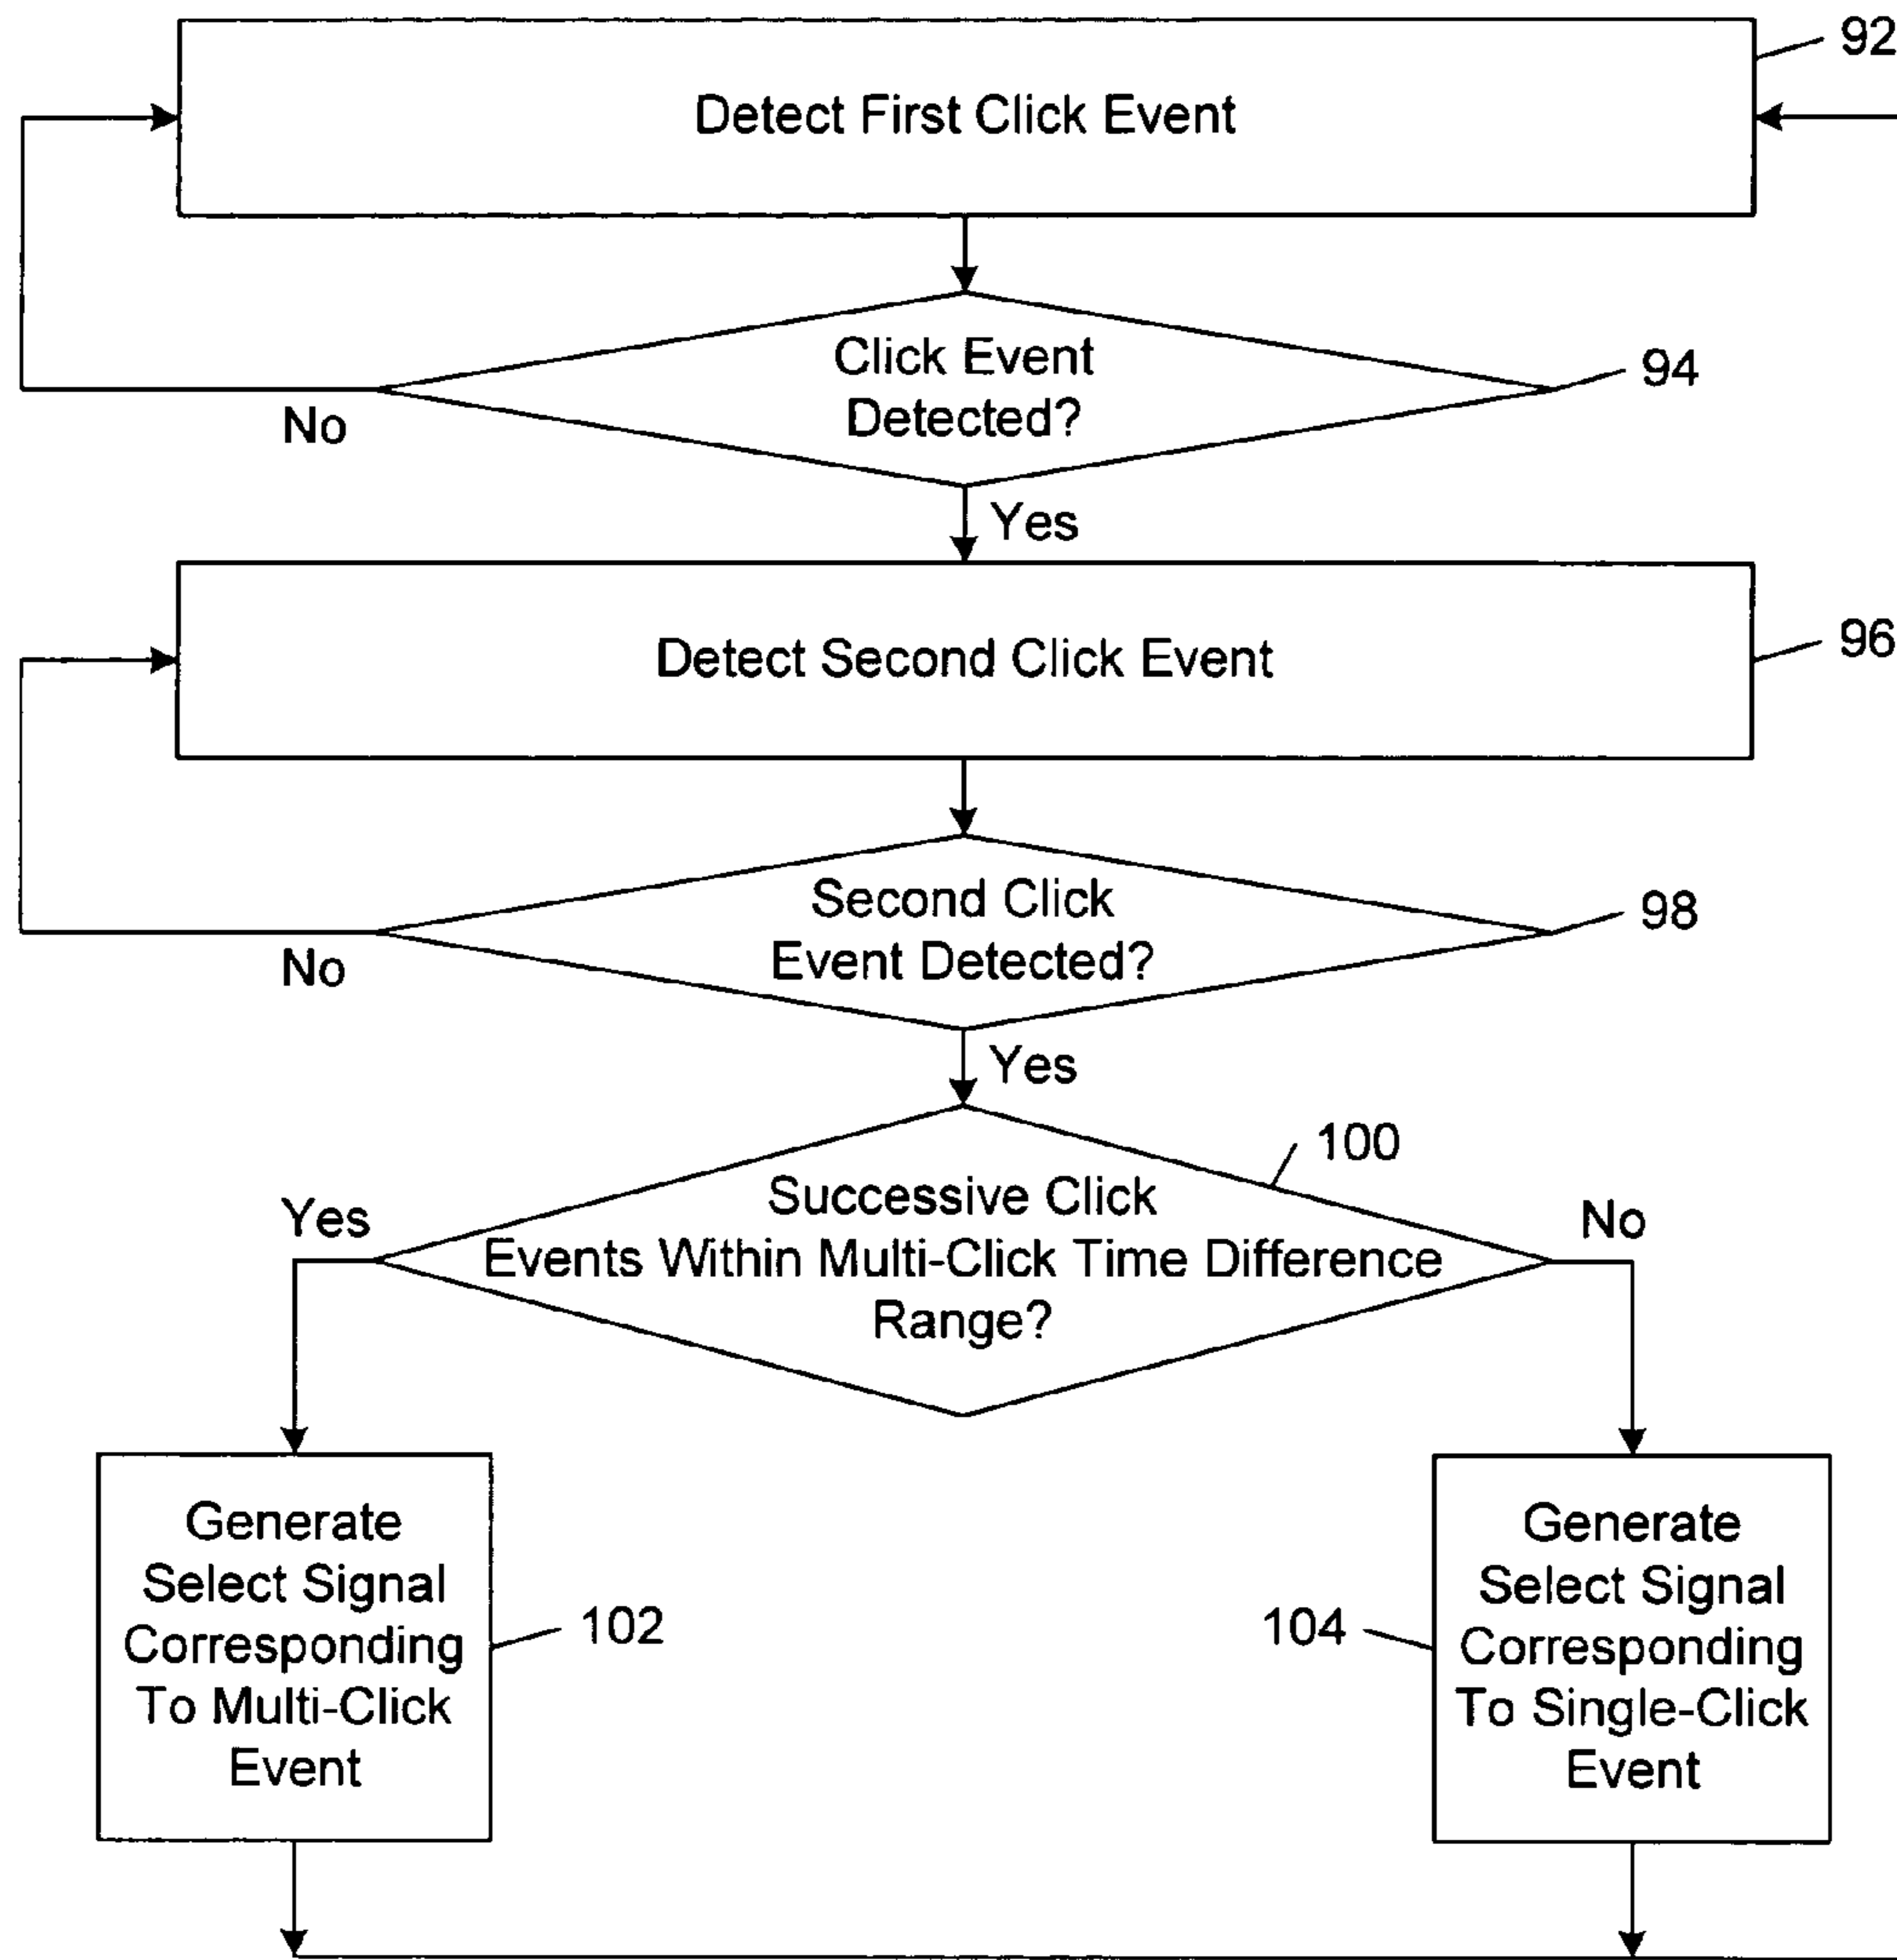 92
Detect First Click Event
Click Event
Detected?
94
No
Yes
Detect Second Click Event
96
Second Click
Event Detected?
98
No
Yes
100
Successive Click
Events Within Multi-Click Time Difference
Range?
Yes
No
Generate
Select Signal
Corresponding
To Multi-Click
Event
102
104
Generate
Select Signal
Corresponding
To Single-Click
Event